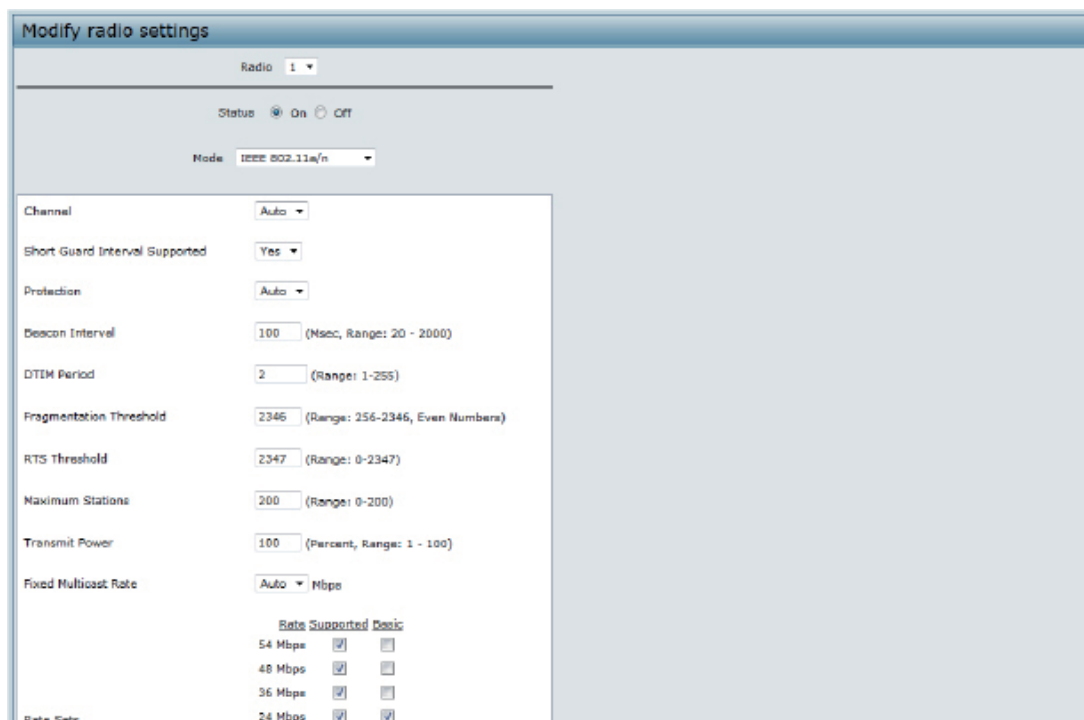 Modify radio settings
Radio 1
Status On Off
Mode IEEE 802.11a/n
Channel Auto
Short Guard Interval Supported Yes
Protection Auto
Beacon Interval 100 (Msec, Range: 20 - 2000)
DTIM Period 2 (Range: 1-255)
Fragmentation Threshold 2346 (Range: 256-2346, Even Numbers)
RTS Threshold 2347 (Range: 0-2347)
Maximum Stations 200 (Range: 0-200)
Transmit Power 100 (Percent, Range: 1 - 100)
Fixed Multicast Rate Auto Mbps
Rate Supported Basic
54 Mbps
48 Mbps
36 Mbps
Rate Sets 24 Mbps